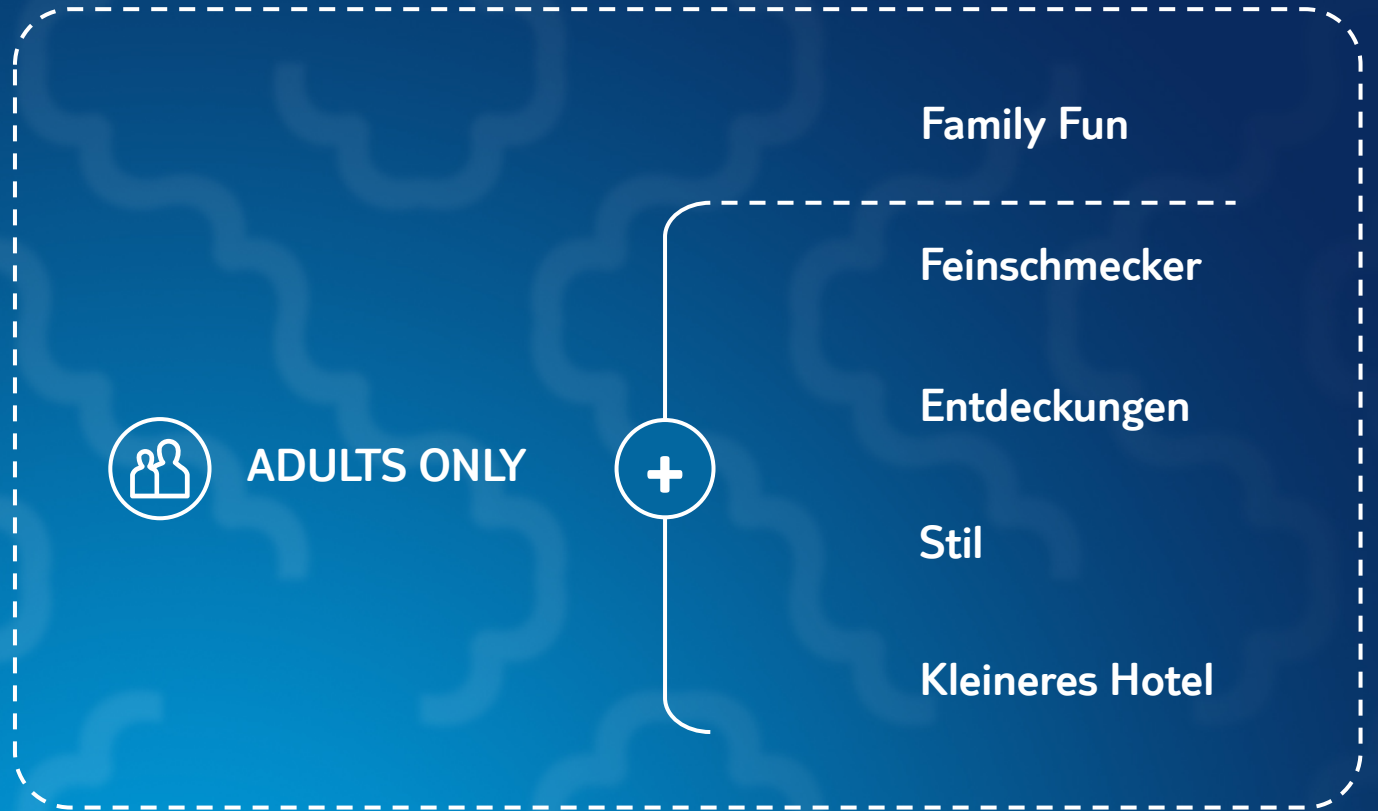 Family Fun
Feinschmecker
Entdeckungen
ADULTS ONLY
+
Stil
Kleineres Hotel